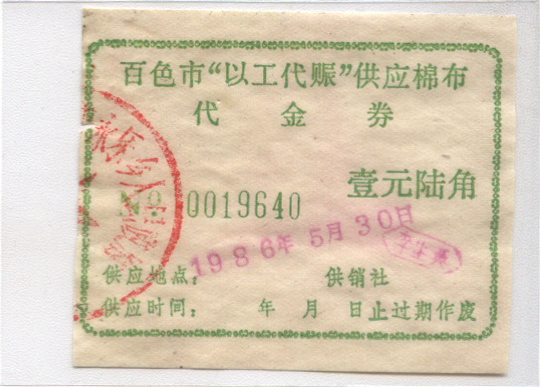 百色市“以工代赈”供应棉布
代金券
壹元陆角
№ 0019640
1986年5月30日
供应地点： 供销社
供应时间： 年 月 日止过期作废